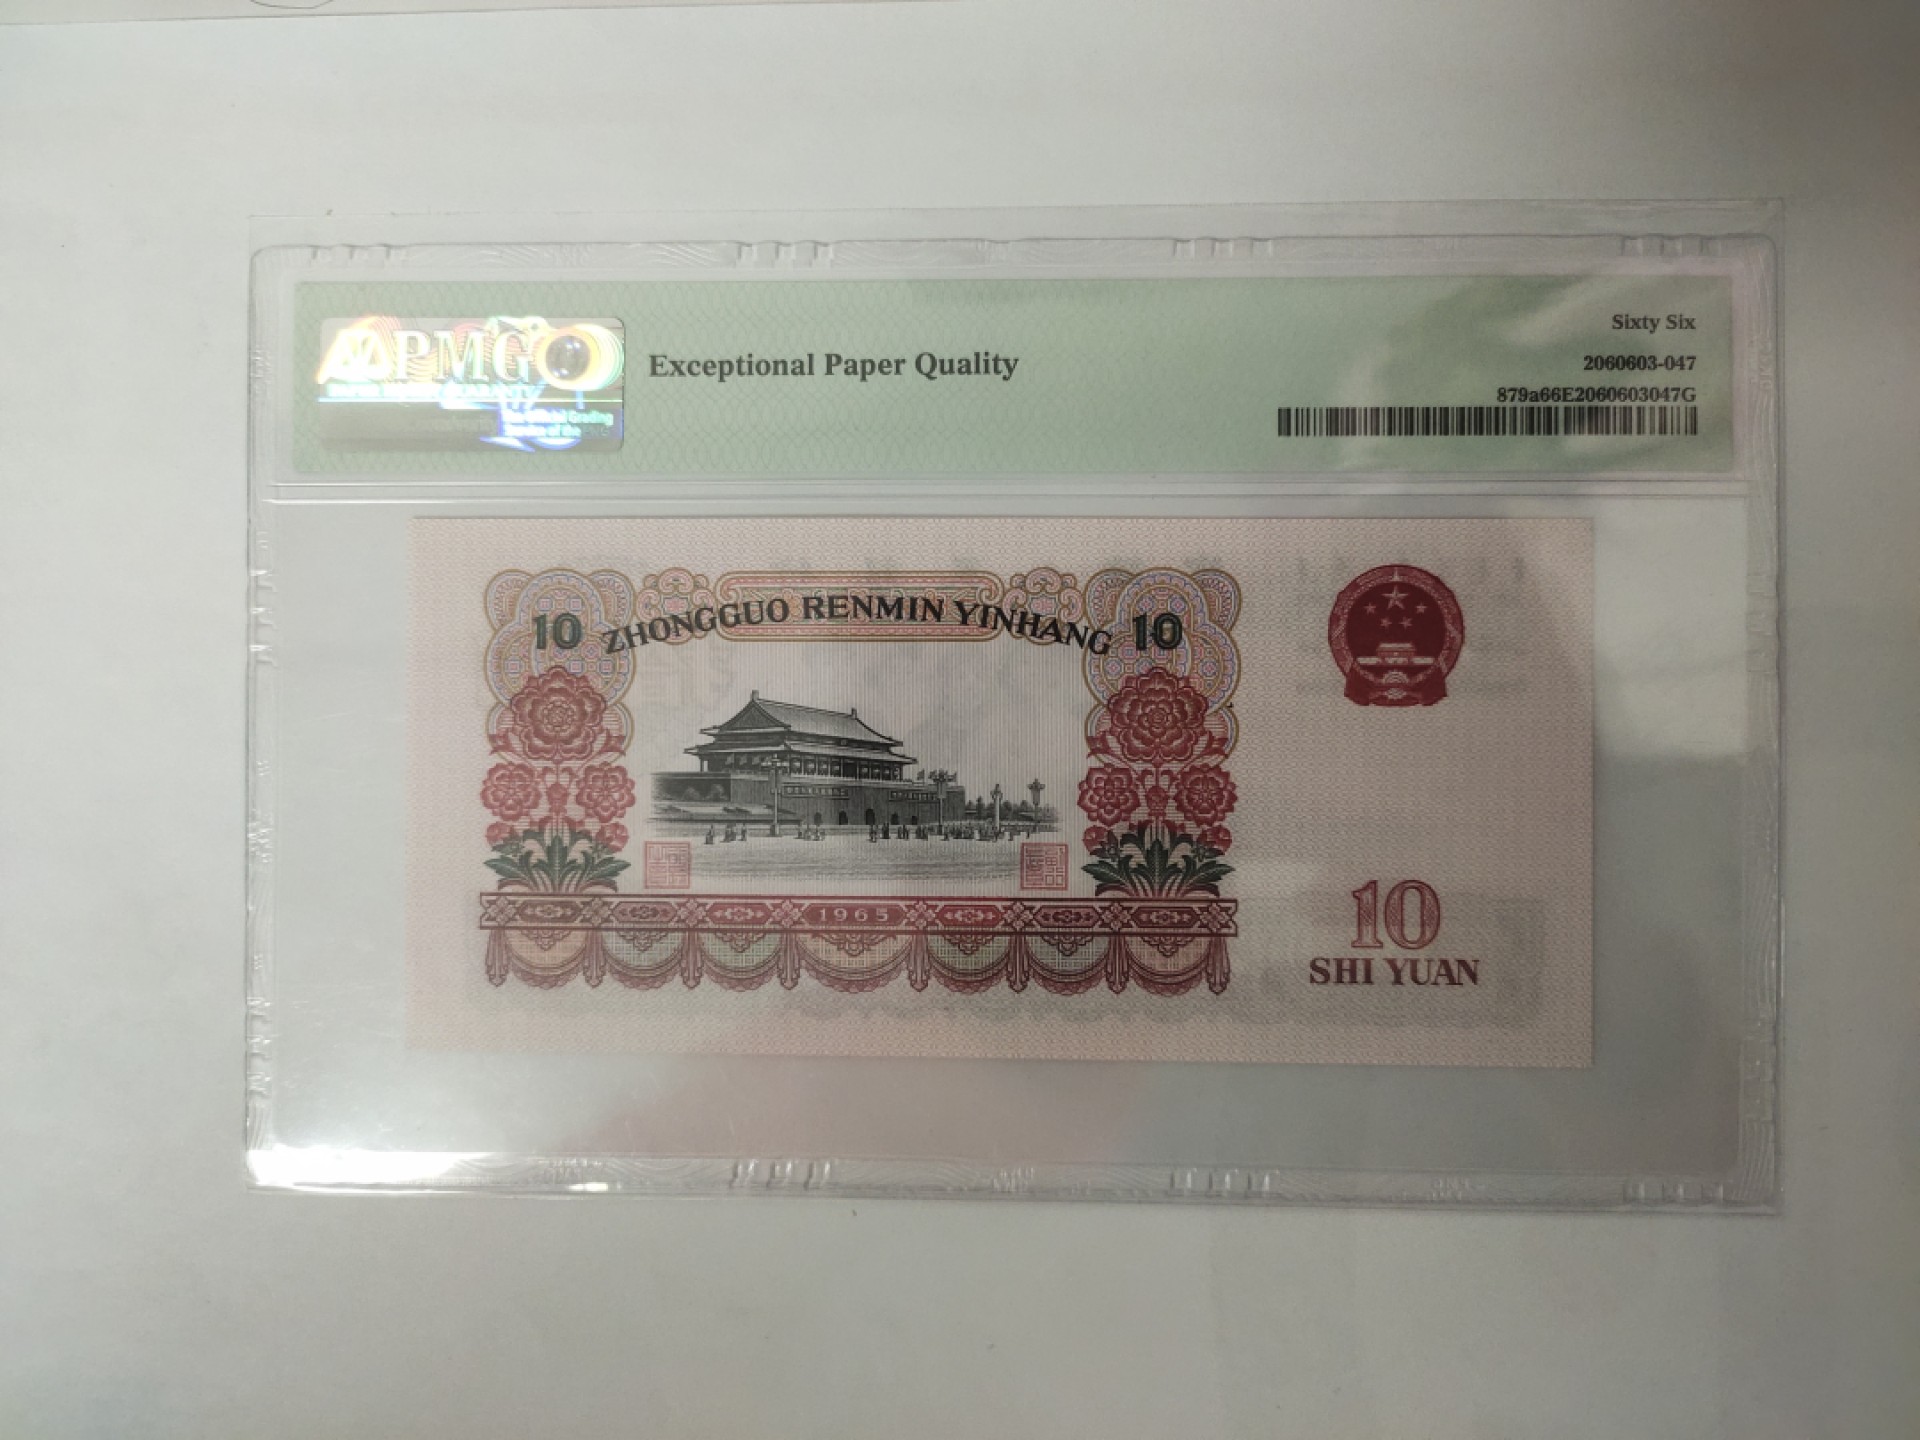 PMG
Exceptional Paper Quality
Sixty Six
2060603-047
879a66E2060603047G
10 ZHONGGUO RENMIN YINHANG 10
1965
10
SHI YUAN